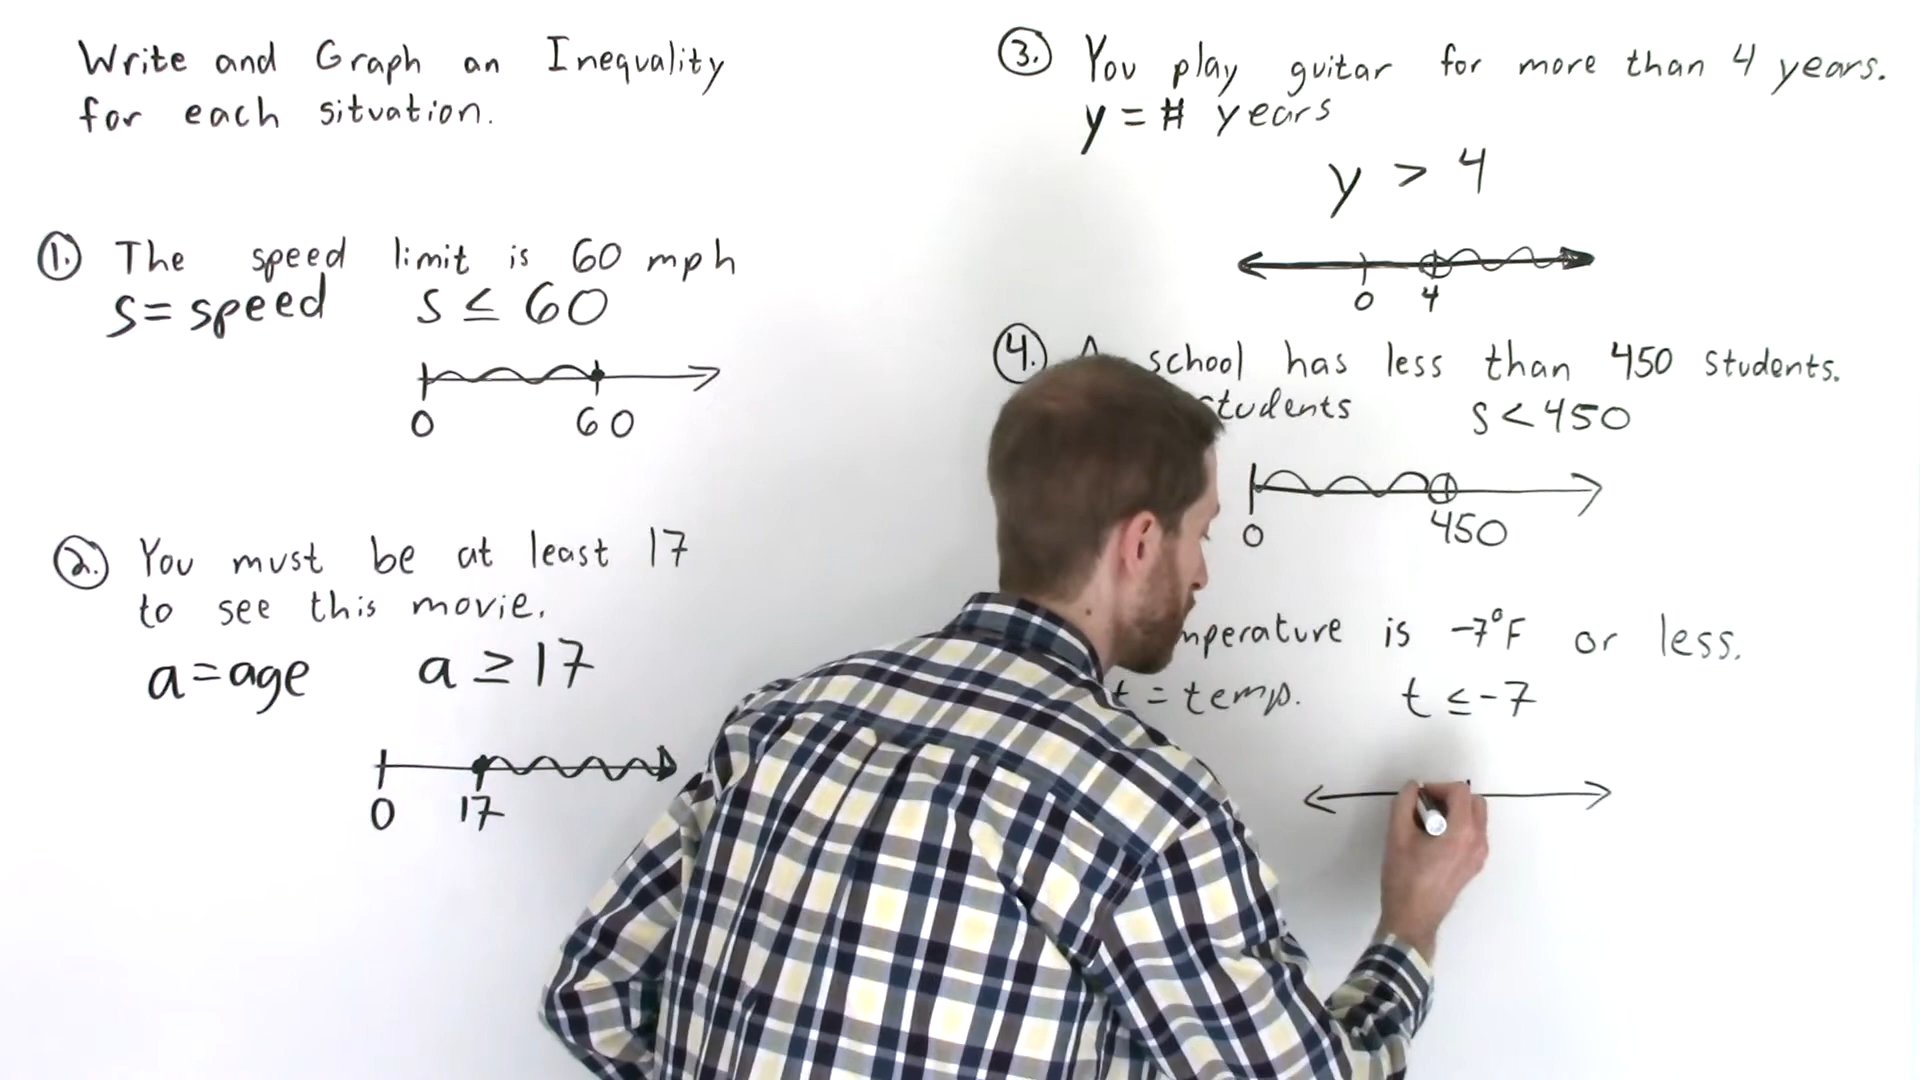 Write and Graph an Inequality
for each situation.
1. The speed limit is 60 mph
s = speed s ≤ 60
0 60
2. You must be at least 17
to see this movie.
a = age a ≥ 17
0 17
3. You play guitar for more than 4 years.
y = # years
y > 4
0 4
4. A school has less than 450 students.
students s < 450
0 450
is -7°F or less.
t = temp. t ≤ -7